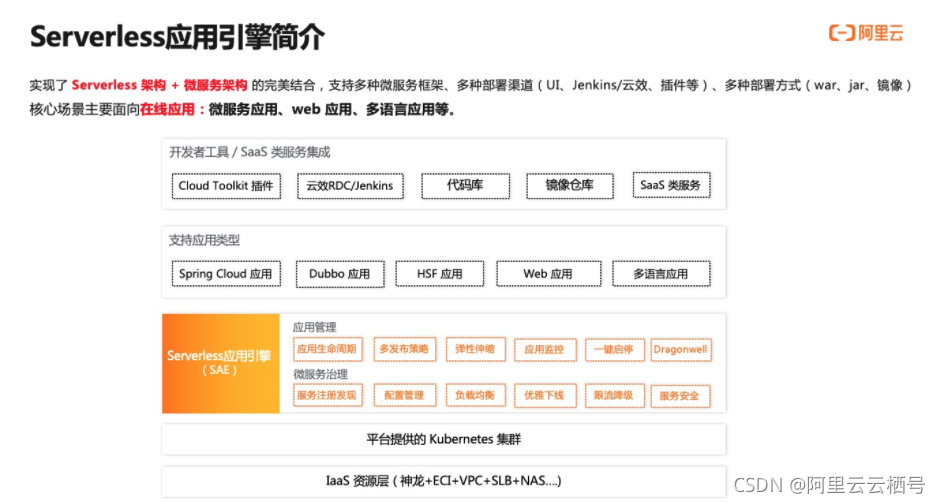 Serverless应用引擎简介
阿里云
实现了 Serverless 架构 + 微服务架构 的完美结合，支持多种微服务框架、多种部署渠道（UI、Jenkins/云效、插件等）、多种部署方式（war、jar、镜像）
核心场景主要面向在线应用：微服务应用、web 应用、多语言应用等。
开发者工具 / SaaS 类服务集成
Cloud Toolkit 插件 云效RDC/Jenkins 代码库 镜像仓库 SaaS 类服务
支持应用类型
Spring Cloud 应用 Dubbo 应用 HSF 应用 Web 应用 多语言应用
Serverless应用引擎
（SAE）
应用管理
应用生命周期 多发布策略 弹性伸缩 应用监控 一键启停 Dragonwell
微服务治理
服务注册发现 配置管理 负载均衡 优雅下线 限流降级 服务安全
平台提供的 Kubernetes 集群
IaaS 资源层（神龙+ECI+VPC+SLB+NAS....)
CSDN @阿里云云栖号